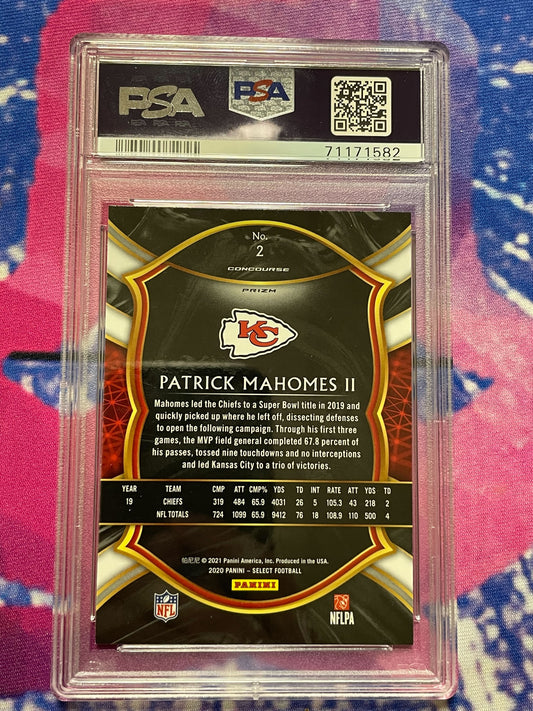 PSA
PSA
71171582
No.
2
CONCOURSE
PRIZM
KC
PATRICK MAHOMES II
Mahomes led the Chiefs to a Super Bowl title in 2019 and
quickly picked up where he left off, dissecting defenses
to open the following campaign. Through his first three
games, the MVP field general completed 67.8 percent of
his passes, tossed nine touchdowns and no interceptions
and led Kansas City to a trio of victories.
YEAR TEAM CMP ATT CMP% YDS TD INT RATE ATT YDS TD
19 CHIEFS 319 484 65.9 4031 26 5 105.3 43 218 2
NFL TOTALS 724 1099 65.9 9412 76 18 108.9 110 500 4
帕尼尼 © 2021 Panini America, Inc. Produced in the USA.
2020 PANINI – SELECT FOOTBALL
PANINI
NFL
NFLPA